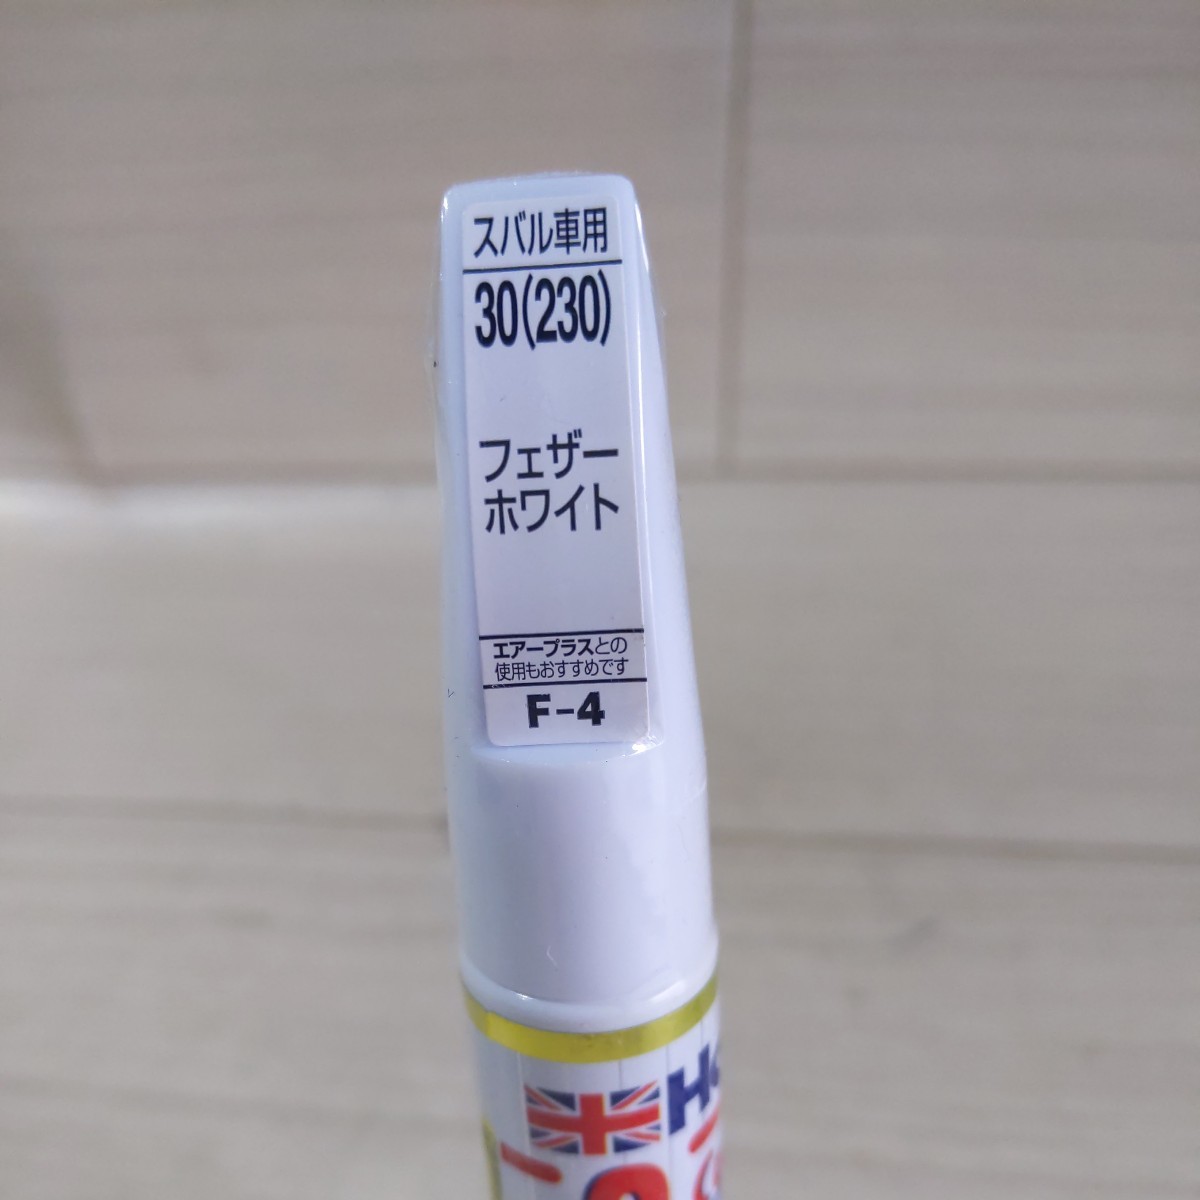 スバル車用
30(230)
フェザー
ホワイト
エアープラスとの
使用もおすすめです
F-4